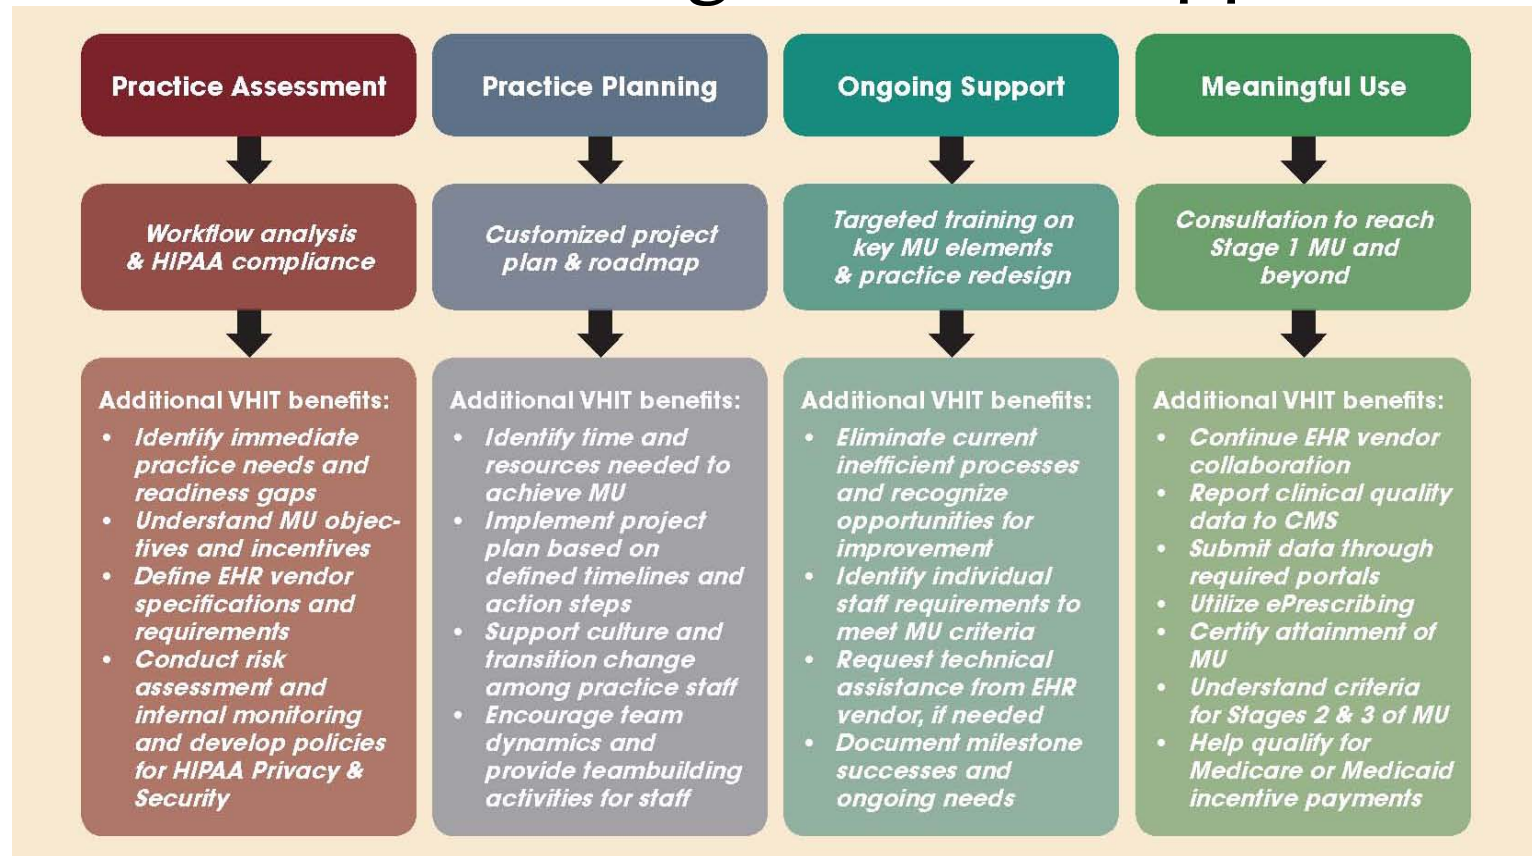 Practice Assessment
Workflow analysis
& HIPAA compliance
Additional VHIT benefits:
• Identify immediate
practice needs and
readiness gaps
• Understand MU objec-
tives and incentives
• Define EHR vendor
specifications and
requirements
• Conduct risk
assessment and
internal monitoring
and develop policies
for HIPAA Privacy &
Security
Practice Planning
Customized project
plan & roadmap
Additional VHIT benefits:
• Identify time and
resources needed to
achieve MU
• Implement project
plan based on
defined timelines and
action steps
• Support culture and
transition change
among practice staff
• Encourage team
dynamics and
provide teambuilding
activities for staff
Ongoing Support
Targeted training on
key MU elements
& practice redesign
Additional VHIT benefits:
• Eliminate current
inefficient processes
and recognize
opportunities for
improvement
• Identify individual
staff requirements to
meet MU criteria
• Request technical
assistance from EHR
vendor, if needed
• Document milestone
successes and
ongoing needs
Meaningful Use
Consultation to reach
Stage 1 MU and
beyond
Additional VHIT benefits:
• Continue EHR vendor
collaboration
• Report clinical quality
data to CMS
• Submit data through
required portals
• Utilize ePrescribing
• Certify attainment of
MU
• Understand criteria
for Stages 2 & 3 of MU
• Help qualify for
Medicare or Medicaid
incentive payments